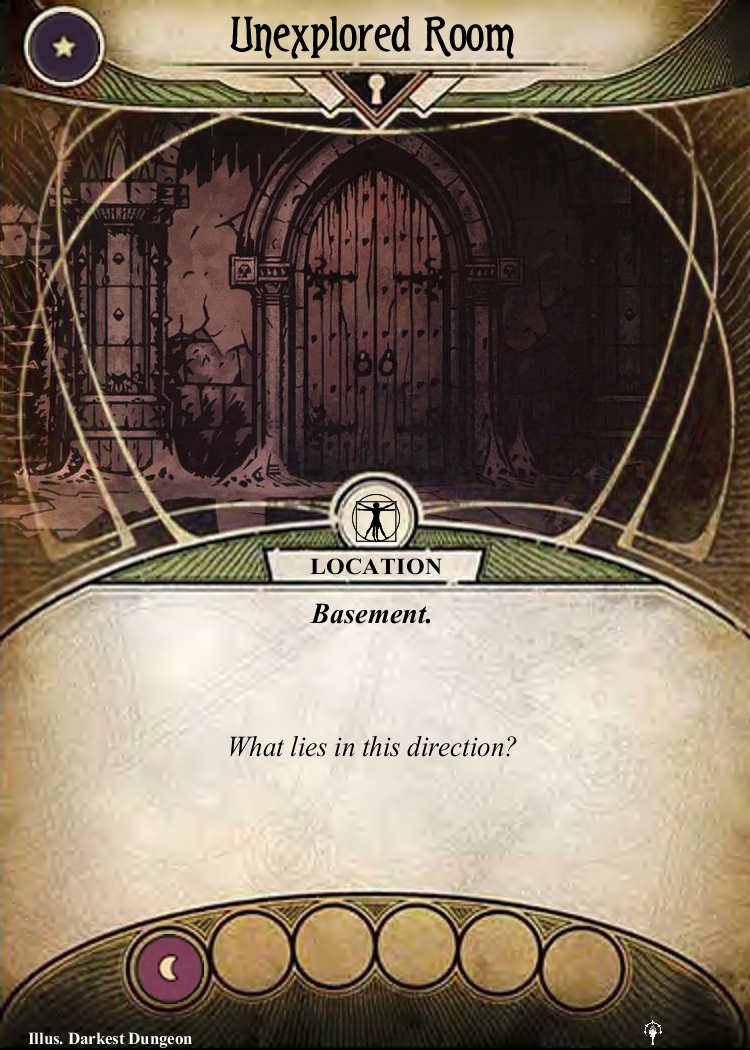 Unexplored Room
LOCATION
Basement.
What lies in this direction?
Illus. Darkest Dungeon